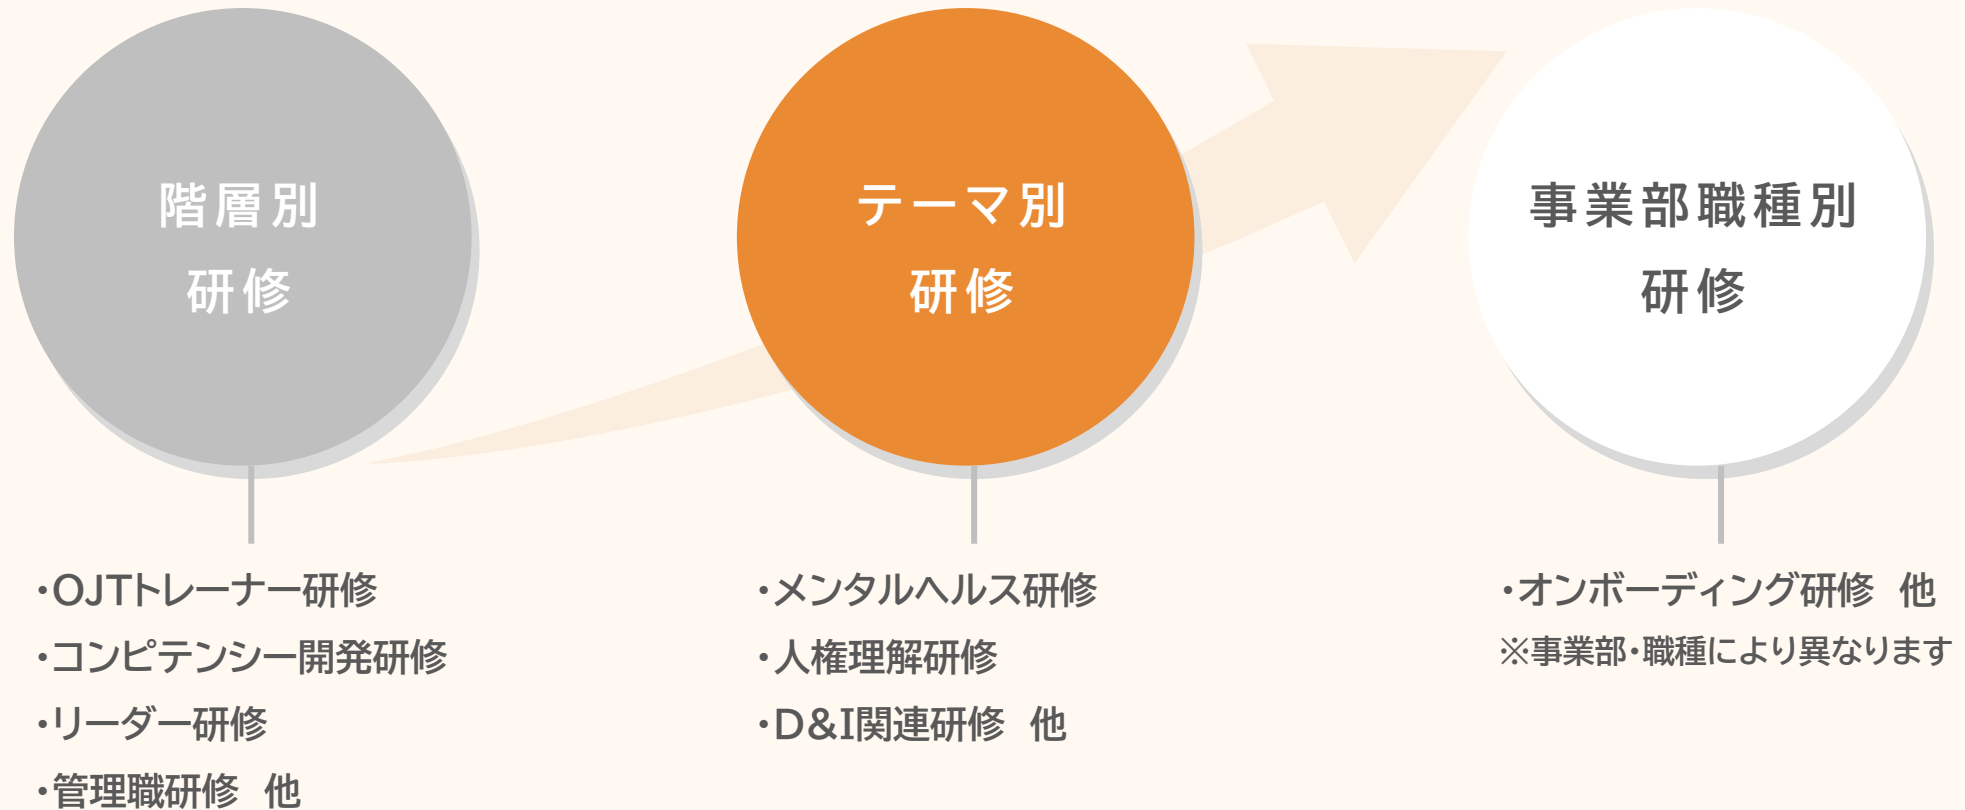 階層別
研修
・OJTトレーナー研修
・コンピテンシー開発研修
・リーダー研修
・管理職研修　他
テーマ別
研修
・メンタルヘルス研修
・人権理解研修
・D&I関連研修　他
事業部職種別
研修
・オンボーディング研修　他
※事業部・職種により異なります